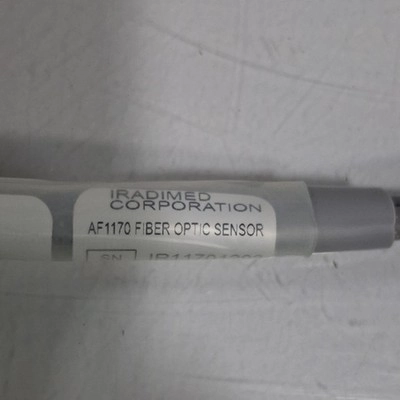 IRADIMED
CORPORATION
AF1170 FIBER OPTIC SENSOR
SN